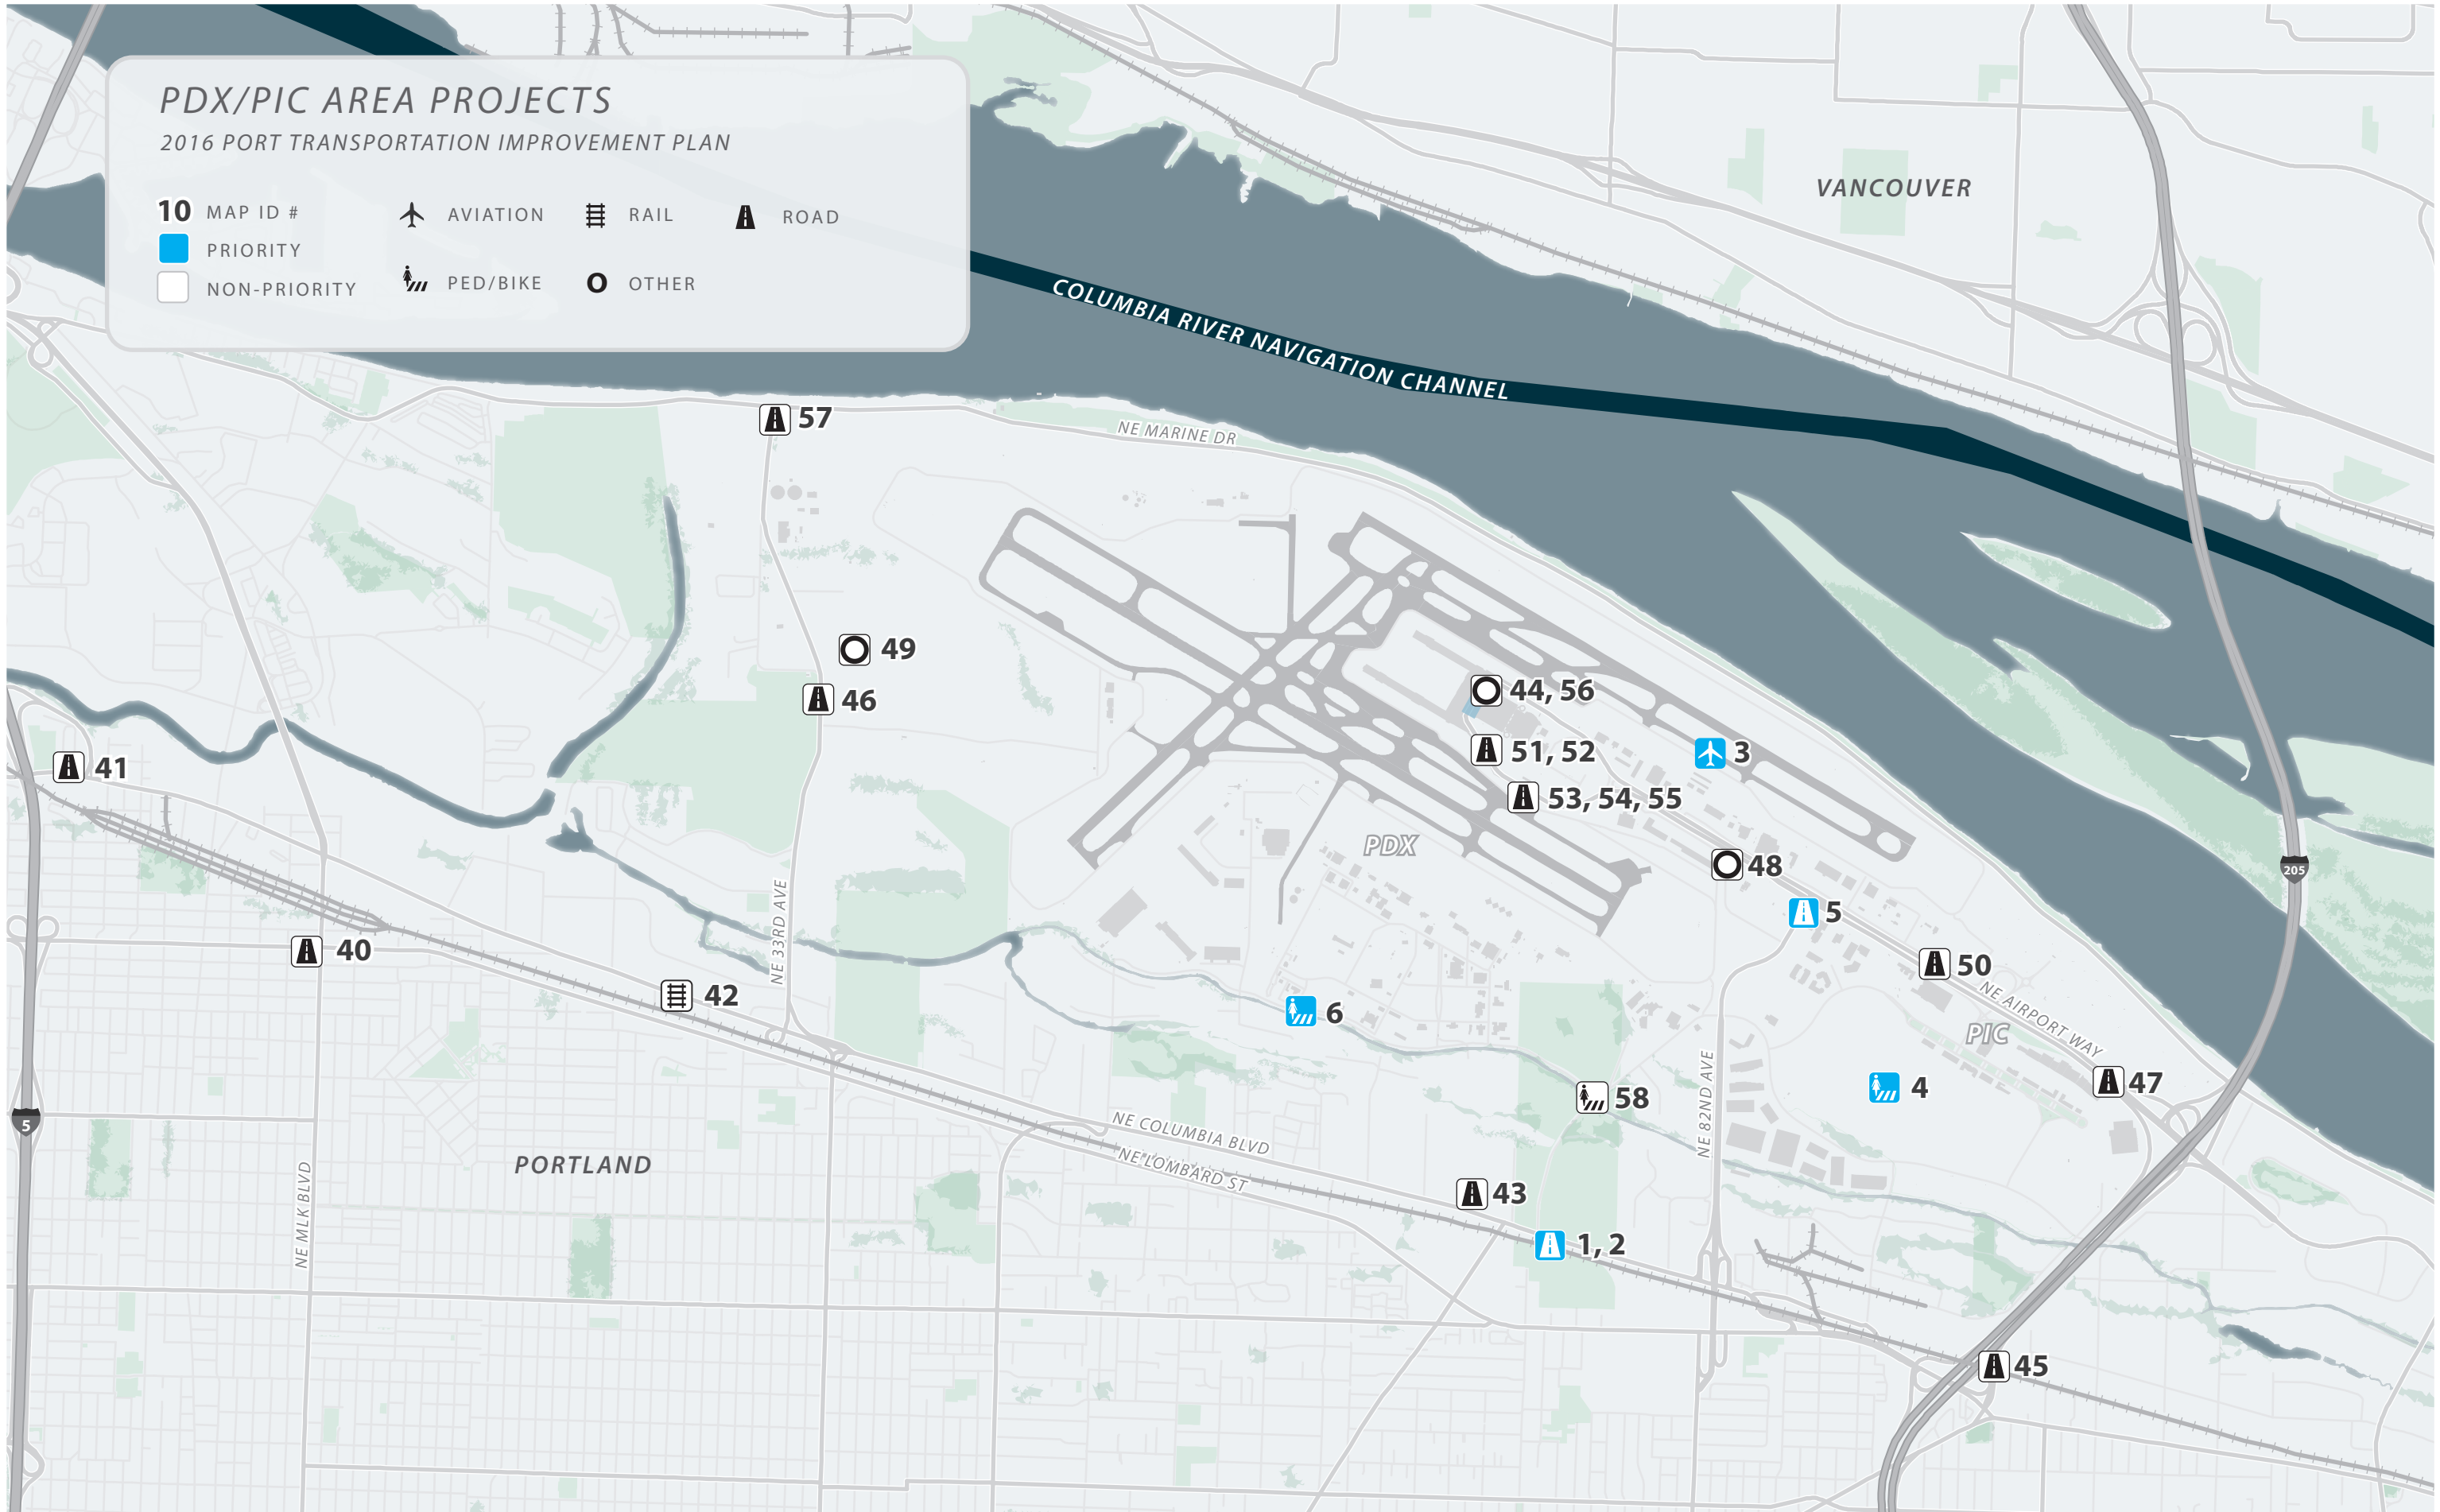 PDX/PIC AREA PROJECTS
2016 PORT TRANSPORTATION IMPROVEMENT PLAN
10 MAP ID #
AVIATION
RAIL
ROAD
PRIORITY
PED/BIKE
OTHER
NON-PRIORITY
VANCOUVER
COLUMBIA RIVER NAVIGATION CHANNEL
57
NE MARINE DR
49
46
44, 56
51, 52
3
41
53, 54, 55
PDX
48
205
5
NE 33RD AVE
40
50
42
NE AIRPORT WAY
6
PIC
NE 82ND AVE
4
47
58
5
NE COLUMBIA BLVD
NE LOMBARD ST
PORTLAND
NE MLK BLVD
43
1, 2
45